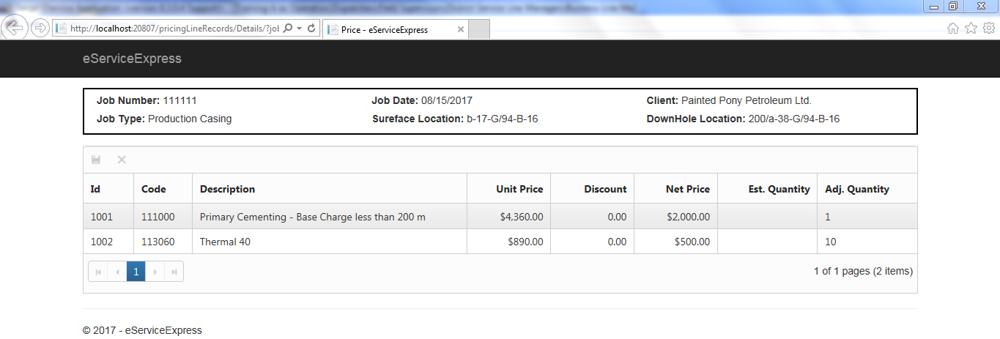 http://localhost:20807/pricingLineRecords/Details/?jol
Price - eServiceExpress
eServiceExpress
Job Number: 111111 Job Date: 08/15/2017 Client: Painted Pony Petroleum Ltd.
Job Type: Production Casing Sureface Location: b-17-G/94-B-16 DownHole Location: 200/a-38-G/94-B-16
Id Code Description Unit Price Discount Net Price Est. Quantity Adj. Quantity
1001 111000 Primary Cementing - Base Charge less than 200 m $4,360.00 0.00 $2,000.00 1
1002 113060 Thermal 40 $890.00 0.00 $500.00 10
1 1 of 1 pages (2 items)
© 2017 - eServiceExpress